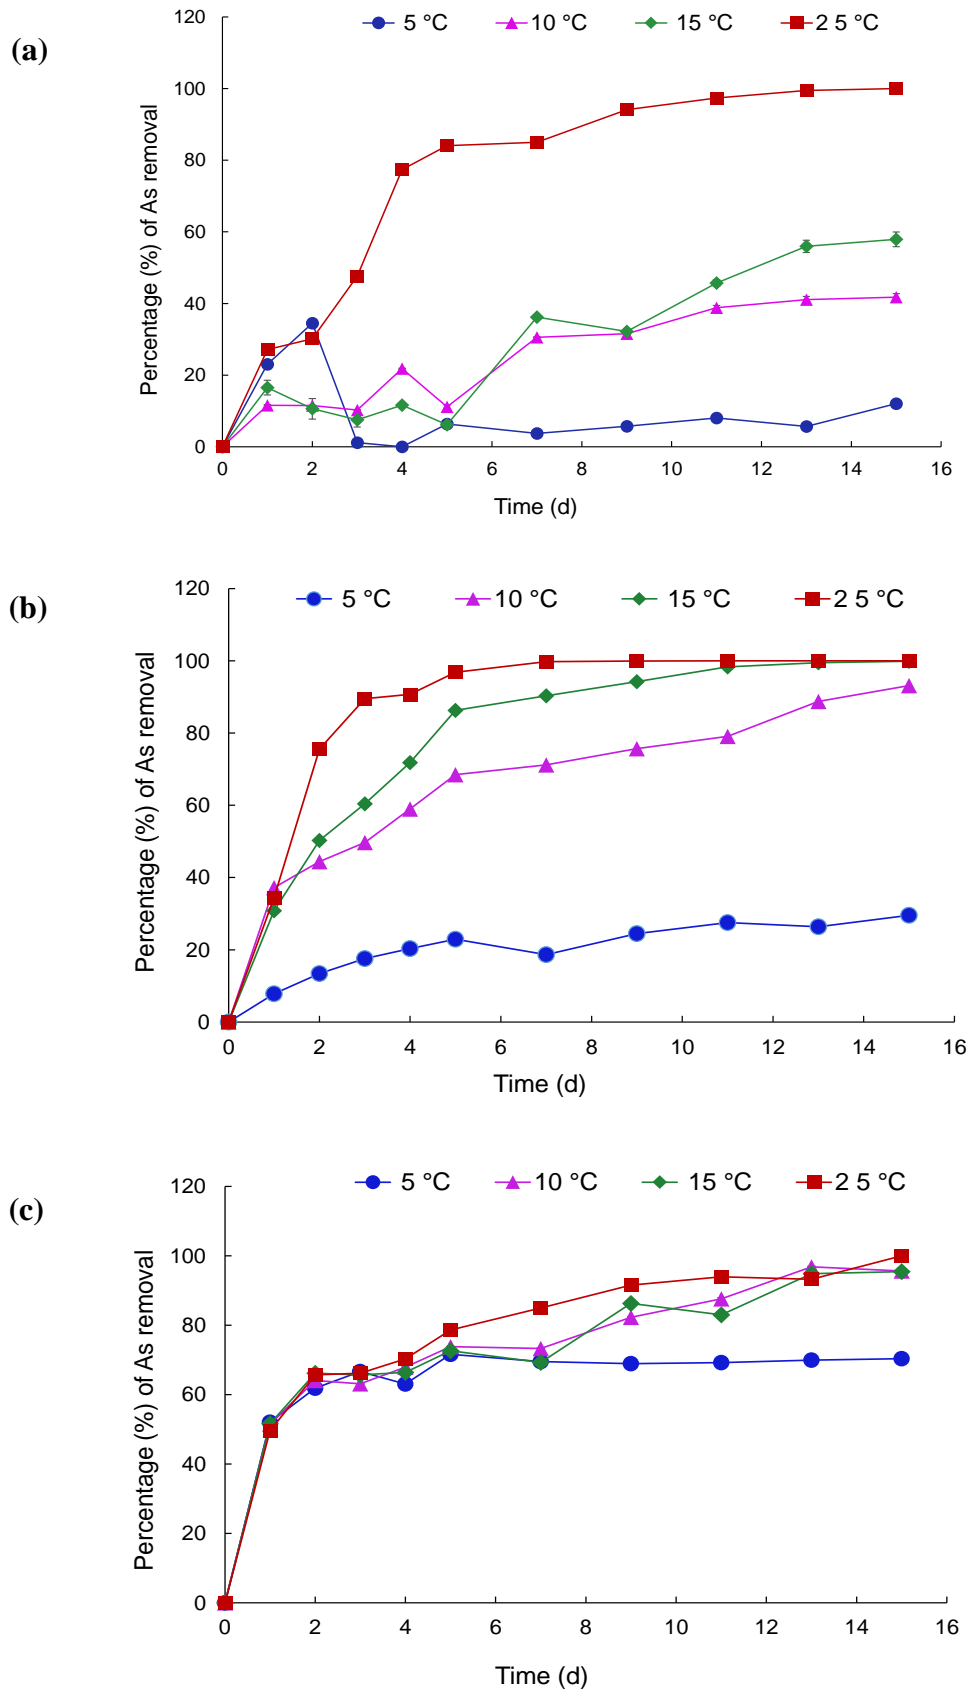 (a)
5 °C 10 °C 15 °C 2 5 °C
Percentage (%) of As removal
120
100
80
60
40
20
0
0 2 4 6 8 10 12 14 16
Time (d)
(b)
5 °C 10 °C 15 °C 2 5 °C
Percentage (%) of As removal
120
100
80
60
40
20
0
0 2 4 6 8 10 12 14 16
Time (d)
(c)
5 °C 10 °C 15 °C 2 5 °C
Percentage (%) of As removal
120
100
80
60
40
20
0
0 2 4 6 8 10 12 14 16
Time (d)